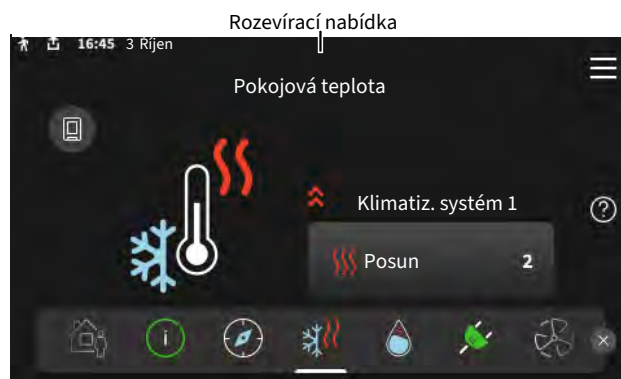 Rozevírací nabídka
16:45 3 Říjen
Pokojová teplota
Klimatiz. systém 1
Posun 2